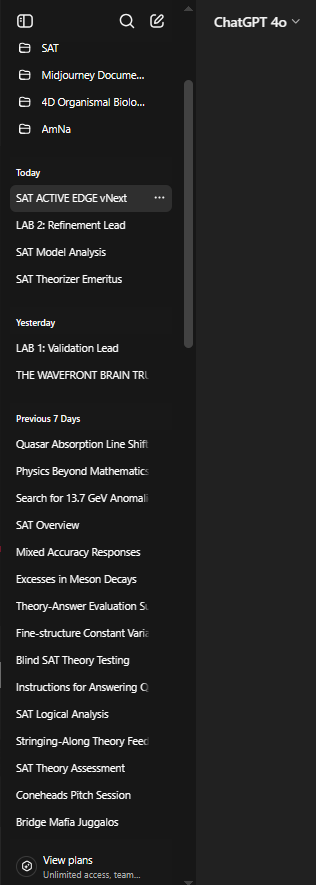 ChatGPT 4o
SAT
Midjourney Docume...
4D Organismal Biolo...
AmNa
Today
SAT ACTIVE EDGE vNext
LAB 2: Refinement Lead
SAT Model Analysis
SAT Theorizer Emeritus
Yesterday
LAB 1: Validation Lead
THE WAVEFRONT BRAIN TRU
Previous 7 Days
Quasar Absorption Line Shift
Physics Beyond Mathematics
Search for 13.7 GeV Anomali
SAT Overview
Mixed Accuracy Responses
Excesses in Meson Decays
Theory-Answer Evaluation Su
Fine-structure Constant Varia
Blind SAT Theory Testing
Instructions for Answering Q
SAT Logical Analysis
Stringing-Along Theory Feed
SAT Theory Assessment
Coneheads Pitch Session
Bridge Mafia Juggalos
View plans
Unlimited access, team...